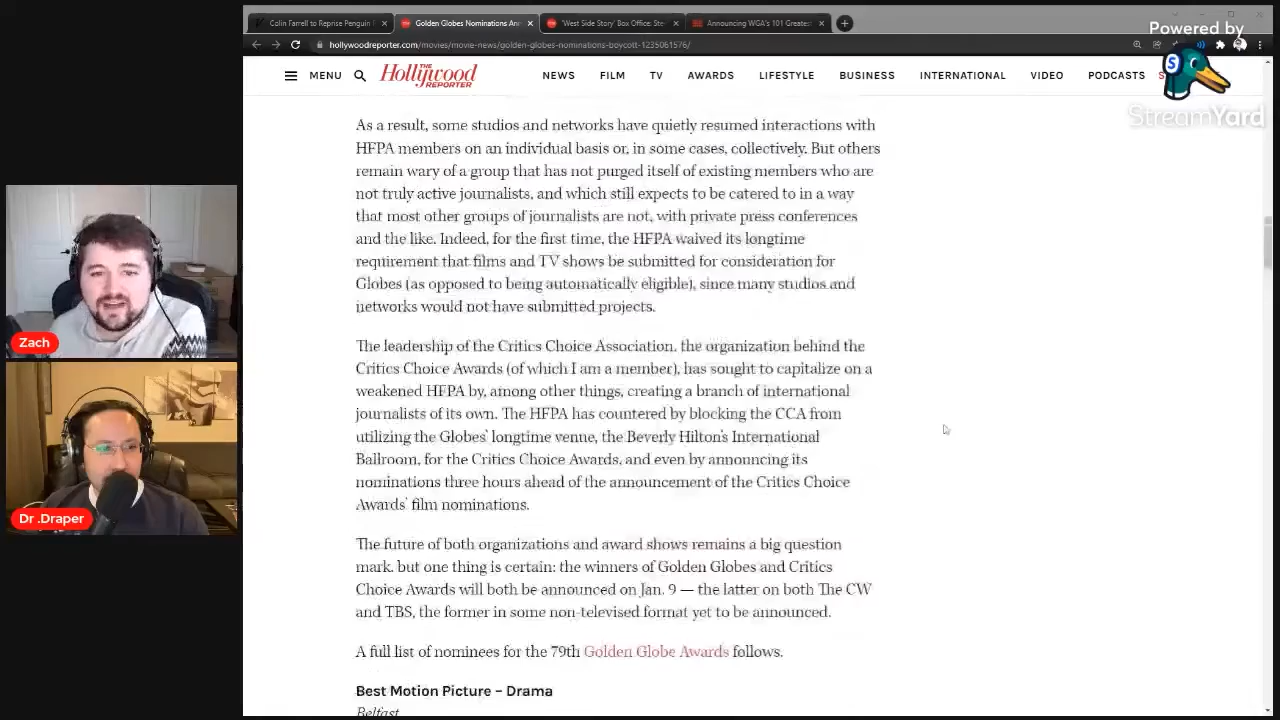 Colin Farrell to Reprise Penguin
Golden Globes Nominations An
'West Side Story' Box Office: Ste
Announcing WGA's 101 Greates
hollywoodreporter.com/movies/movie-news/golden-globes-nominations-boycott-1235061576/
Powered by
S
StreamYard
MENU
THE
Hollywood
REPORTER
NEWS
FILM
TV
AWARDS
LIFESTYLE
BUSINESS
INTERNATIONAL
VIDEO
PODCASTS
As a result, some studios and networks have quietly resumed interactions with
HFPA members on an individual basis or, in some cases, collectively. But others
remain wary of a group that has not purged itself of existing members who are
not truly active journalists, and which still expects to be catered to in a way
that most other groups of journalists are not, with private press conferences
and the like. Indeed, for the first time, the HFPA waived its longtime
requirement that films and TV shows be submitted for consideration for
Globes (as opposed to being automatically eligible), since many studios and
networks would not have submitted projects.
The leadership of the Critics Choice Association, the organization behind the
Critics Choice Awards (of which I am a member), has sought to capitalize on a
weakened HFPA by, among other things, creating a branch of international
journalists of its own. The HFPA has countered by blocking the CCA from
utilizing the Globes' longtime venue, the Beverly Hilton's International
Ballroom, for the Critics Choice Awards, and even by announcing its
nominations three hours ahead of the announcement of the Critics Choice
Awards' film nominations.
The future of both organizations and award shows remains a big question
mark, but one thing is certain: the winners of Golden Globes and Critics
Choice Awards will both be announced on Jan. 9 — the latter on both The CW
and TBS, the former in some non-televised format yet to be announced.
A full list of nominees for the 79th Golden Globe Awards follows.
Best Motion Picture – Drama
Belfast
Zach
Dr .Draper